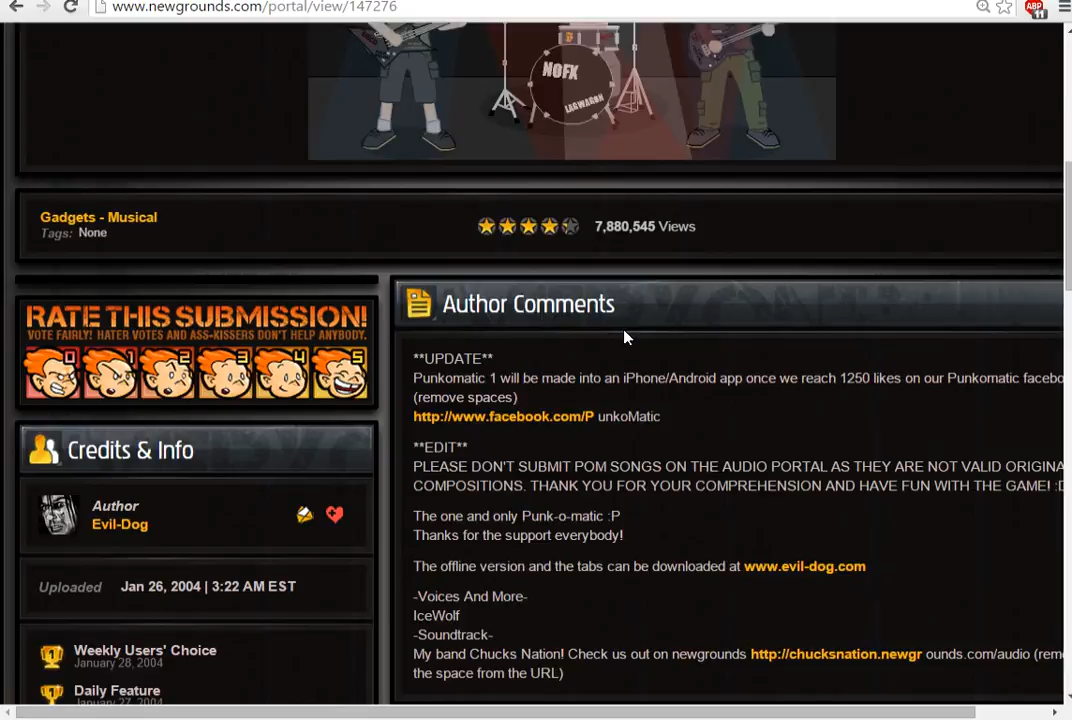 www.newgrounds.com/portal/view/147276
ABP
11
NOFX
LAGWAGON
Gadgets - Musical
Tags: None
7,880,545 Views
RATE THIS SUBMISSION!
VOTE FAIRLY! HATER VOTES AND ASS-KISSERS DON'T HELP ANYBODY.
0 1 2 3 4 5
Author Comments
**UPDATE**
Punkomatic 1 will be made into an iPhone/Android app once we reach 1250 likes on our Punkomatic facebo
(remove spaces)
http://www.facebook.com/P unkoMatic
**EDIT**
PLEASE DON'T SUBMIT POM SONGS ON THE AUDIO PORTAL AS THEY ARE NOT VALID ORIGINA
COMPOSITIONS. THANK YOU FOR YOUR COMPREHENSION AND HAVE FUN WITH THE GAME! :D
The one and only Punk-o-matic :P
Thanks for the support everybody!
The offline version and the tabs can be downloaded at www.evil-dog.com
-Voices And More-
IceWolf
-Soundtrack-
My band Chucks Nation! Check us out on newgrounds http://chucksnation.newgr ounds.com/audio (rem
the space from the URL)
Credits & Info
Author
Evil-Dog
Uploaded Jan 26, 2004 | 3:22 AM EST
1 Weekly Users' Choice
January 28, 2004
1 Daily Feature
January 27, 2004